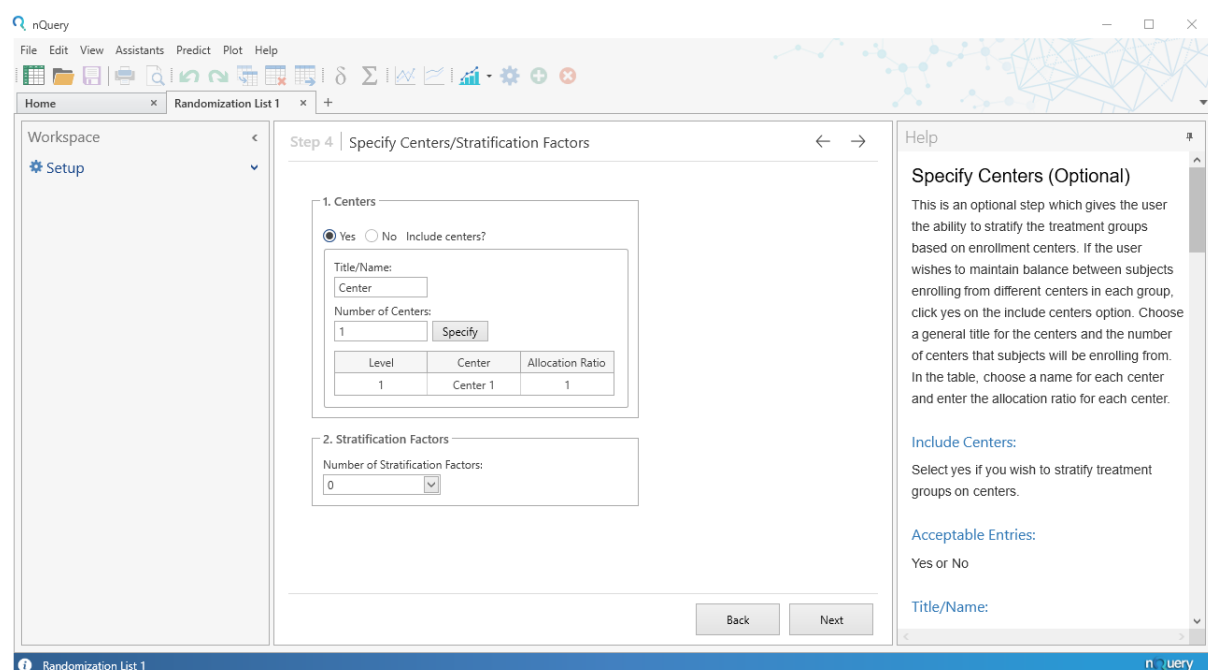 nQuery
File Edit View Assistants Predict Plot Help
Home
Randomization List 1
Workspace
Setup
Step 4 | Specify Centers/Stratification Factors
1. Centers
Yes No Include centers?
Title/Name:
Center
Number of Centers:
1 Specify
Level Center Allocation Ratio
1 Center 1 1
2. Stratification Factors
Number of Stratification Factors:
0
Back Next
Help
Specify Centers (Optional)
This is an optional step which gives the user
the ability to stratify the treatment groups
based on enrollment centers. If the user
wishes to maintain balance between subjects
enrolling from different centers in each group,
click yes on the include centers option. Choose
a general title for the centers and the number
of centers that subjects will be enrolling from.
In the table, choose a name for each center
and enter the allocation ratio for each center.
Include Centers:
Select yes if you wish to stratify treatment
groups on centers.
Acceptable Entries:
Yes or No
Title/Name:
Randomization List 1
nQuery